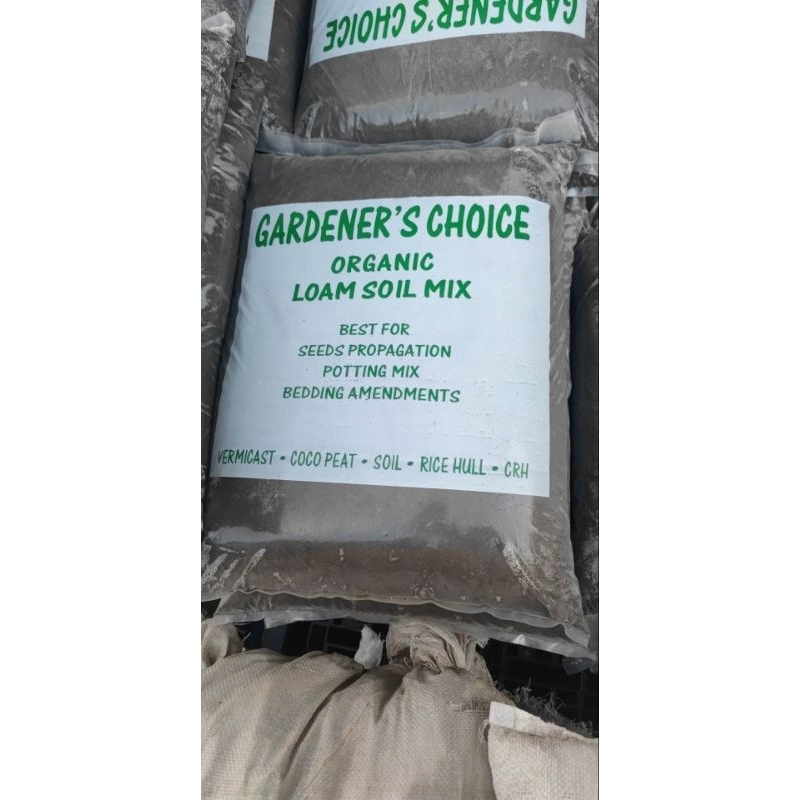 GARDENER'S CHOICE
GARDENER'S CHOICE
ORGANIC
LOAM SOIL MIX
BEST FOR
SEEDS PROPAGATION
POTTING MIX
BEDDING AMENDMENTS
VERMICAST • COCO PEAT • SOIL • RICE HULL • CRH